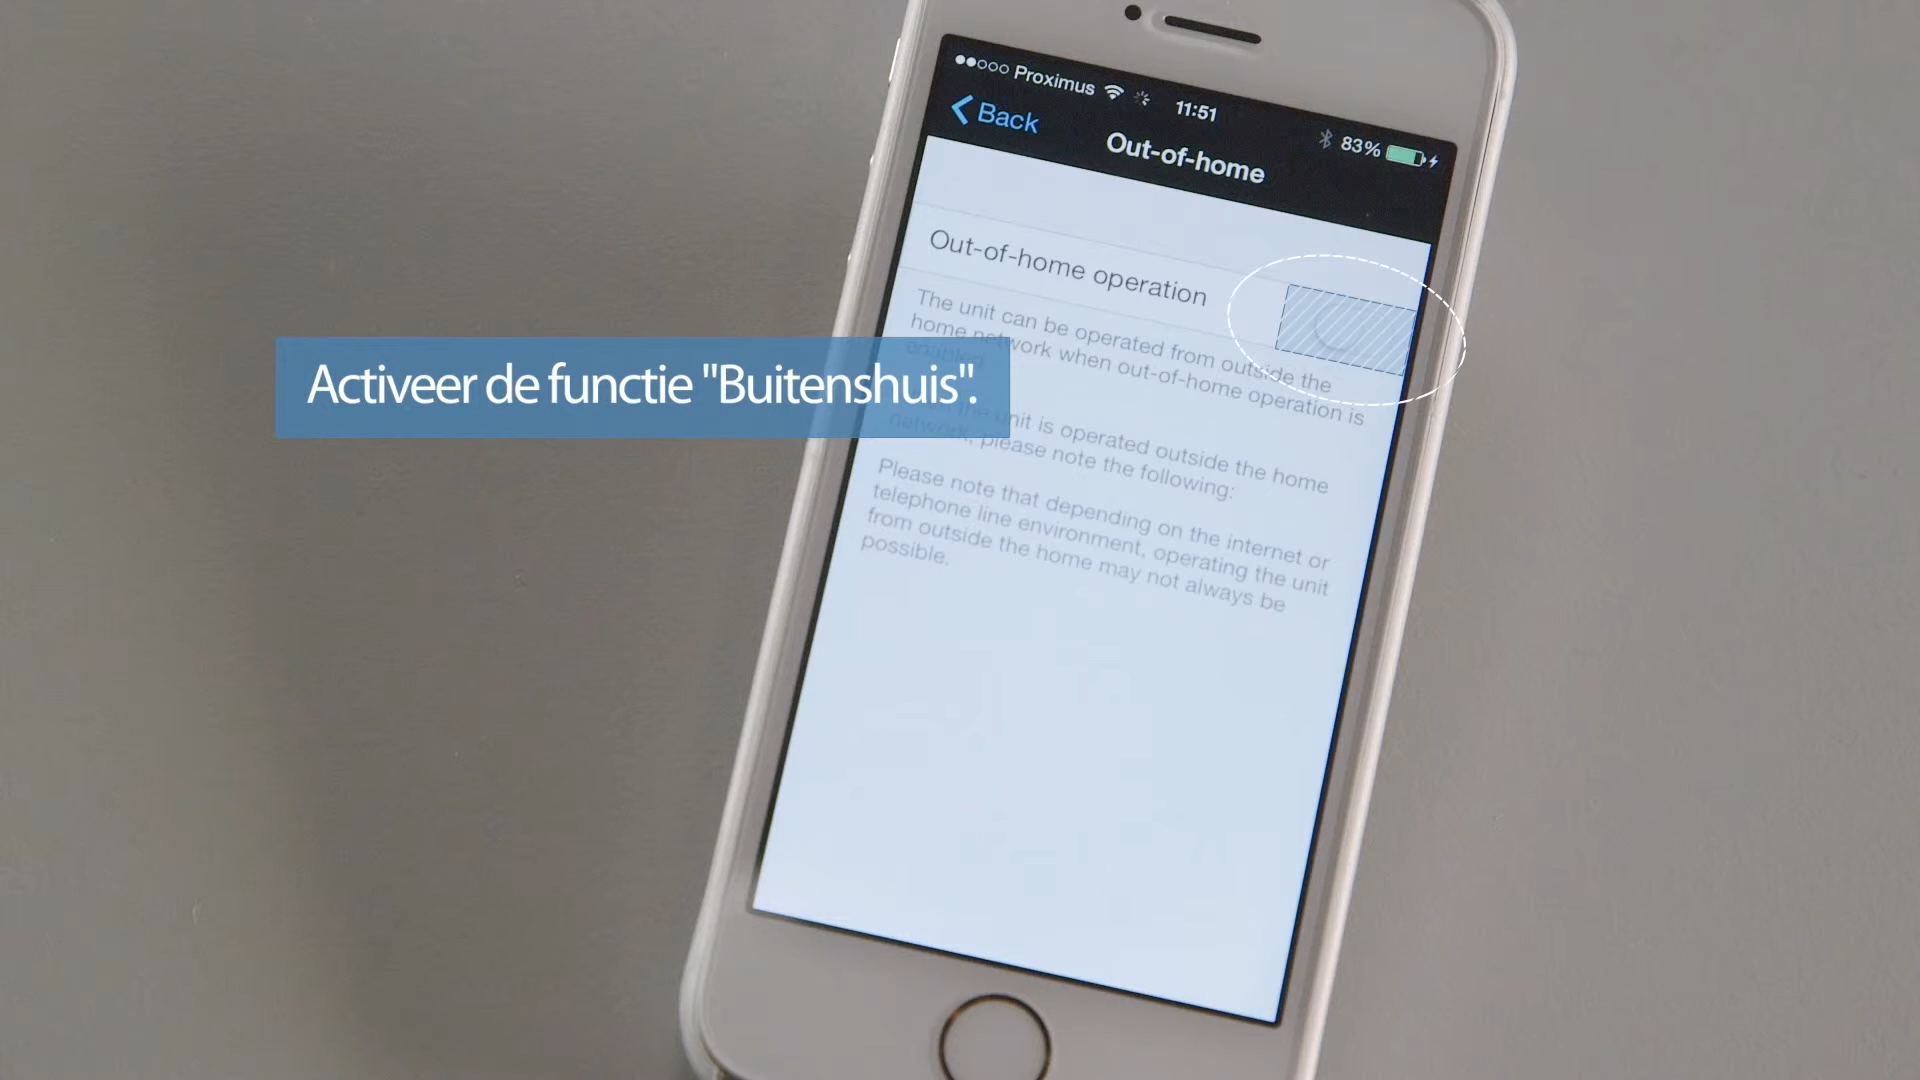 Proximus 11:51 83%
Back
Out-of-home
Out-of-home operation
The unit can be operated from outside the
home network when out-of-home operation is
enabled.
the unit is operated outside the home
network, please note the following:
Please note that depending on the internet or
telephone line environment, operating the unit
from outside the home may not always be
possible.
Activeer de functie "Buitenshuis".